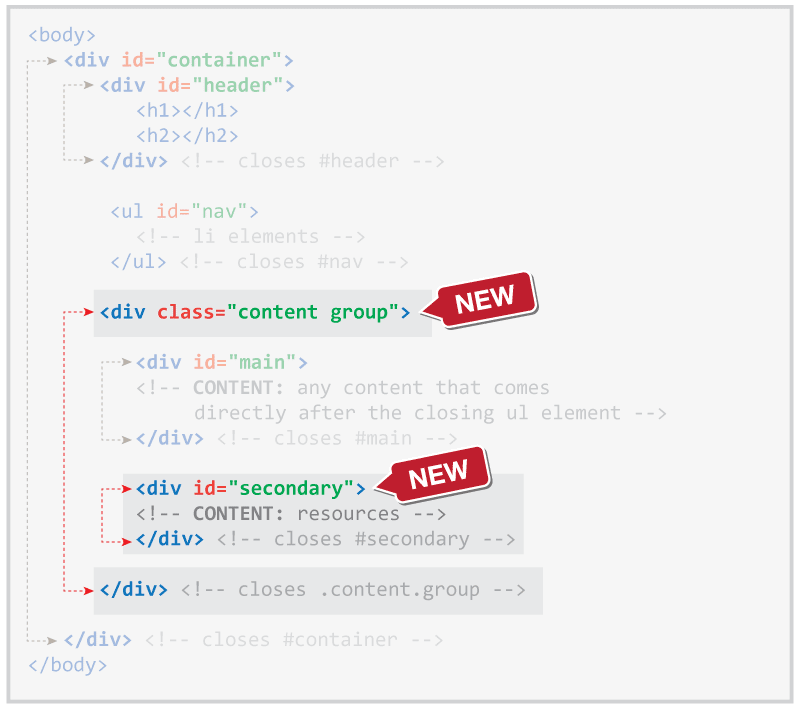 <body>
<div id="container">
<div id="header">
<h1></h1>
<h2></h2>
</div> <!-- closes #header -->
<ul id="nav">
<!-- li elements -->
</ul> <!-- closes #nav -->
<div class="content group">
NEW
<div id="main">
<!-- CONTENT: any content that comes
directly after the closing ul element -->
</div> <!-- closes #main -->
<div id="secondary">
NEW
<!-- CONTENT: resources -->
</div> <!-- closes #secondary -->
</div> <!-- closes .content.group -->
</div> <!-- closes #container -->
</body>